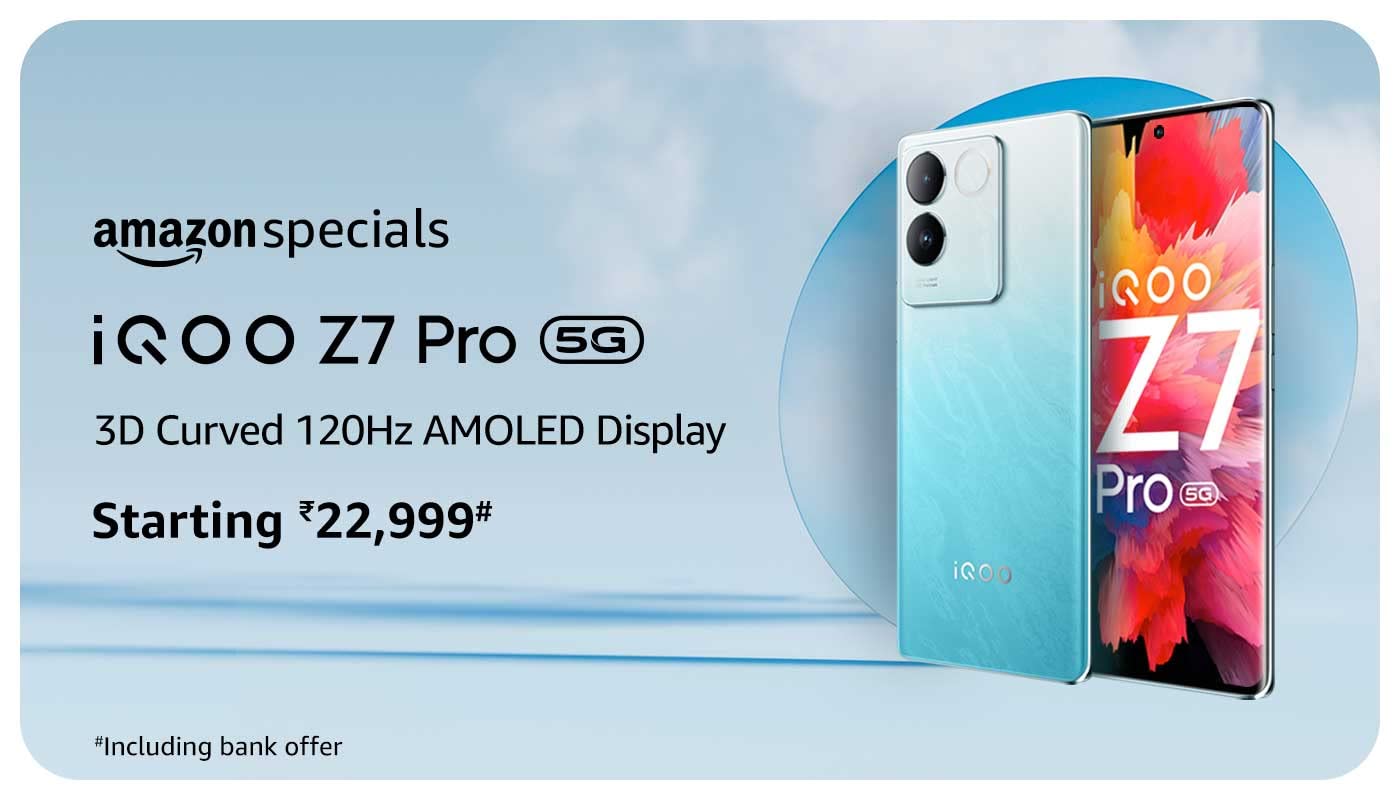 amazon specials
iQOO Z7 Pro 5G
3D Curved 120Hz AMOLED Display
Starting ₹22,999#
#Including bank offer
iQOO
iQOO
Z7
Pro 5G